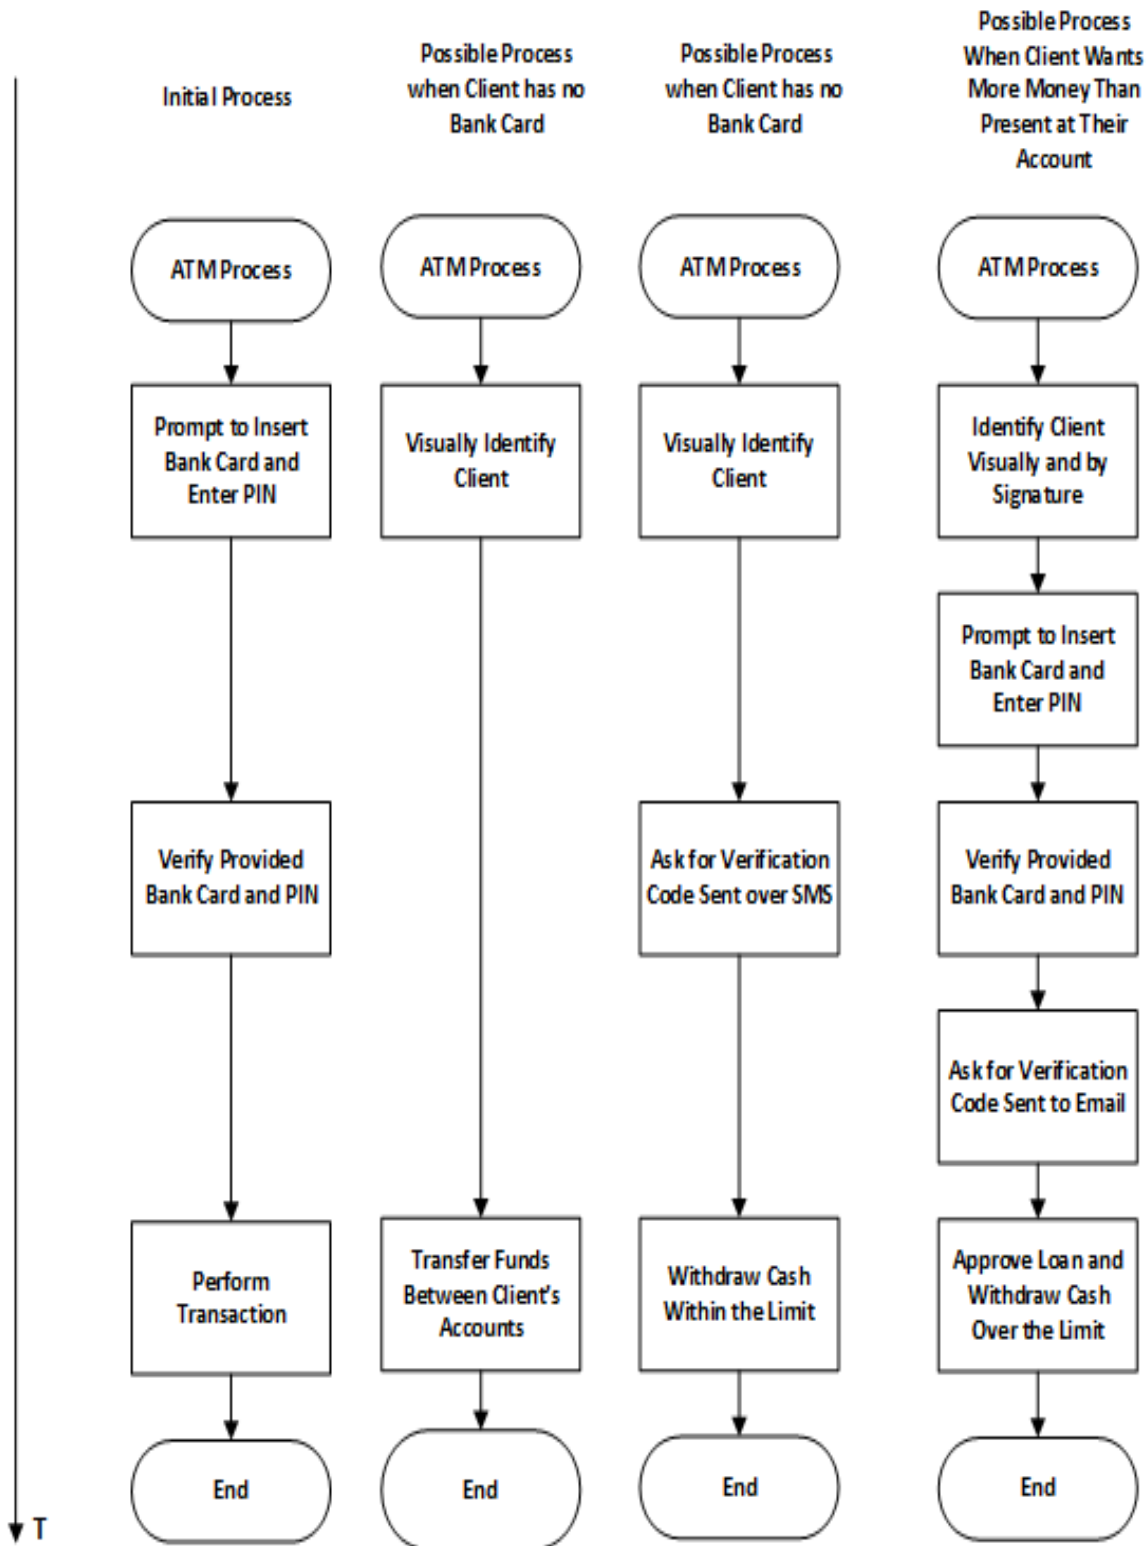 Initial Process
Possible Process
when Client has no
Bank Card
Possible Process
when Client has no
Bank Card
Possible Process
When Client Wants
More Money Than
Present at Their
Account
ATM Process
Prompt to Insert
Bank Card and
Enter PIN
Verify Provided
Bank Card and PIN
Perform
Transaction
End
ATM Process
Visually Identify
Client
Transfer Funds
Between Client's
Accounts
End
ATM Process
Visually Identify
Client
Ask for Verification
Code Sent over SMS
Withdraw Cash
Within the Limit
End
ATM Process
Identify Client
Visually and by
Signature
Prompt to Insert
Bank Card and
Enter PIN
Verify Provided
Bank Card and PIN
Ask for Verification
Code Sent to Email
Approve Loan and
Withdraw Cash
Over the Limit
End
T